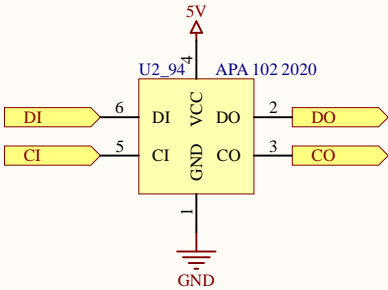 5V
4
U2_94 APA 102 2020
DI 6 DI VCC DO 2 DO
CI 5 CI GND CO 3 CO
1
GND